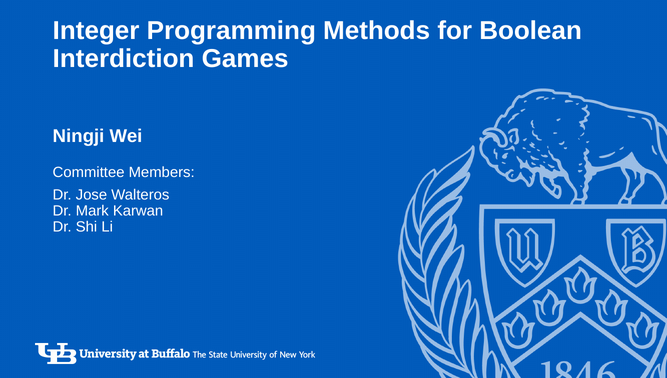 Integer Programming Methods for Boolean
Interdiction Games
Ningji Wei
Committee Members:
Dr. Jose Walteros
Dr. Mark Karwan
Dr. Shi Li
U B
1846
UB University at Buffalo The State University of New York